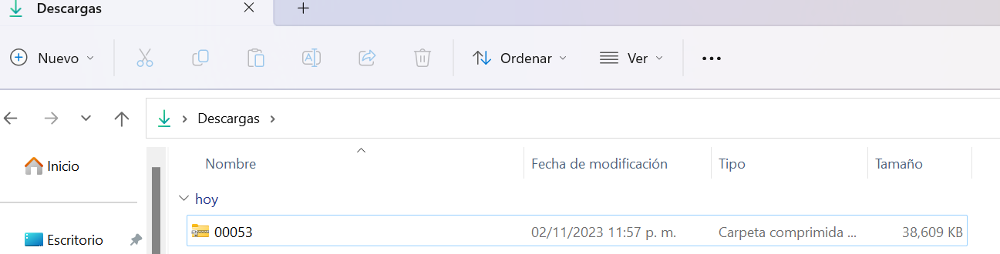 Descargas
Nuevo Ordenar Ver
Descargas
Inicio
Nombre Fecha de modificación Tipo Tamaño
hoy
00053 02/11/2023 11:57 p. m. Carpeta comprimida ... 38,609 KB
Escritorio